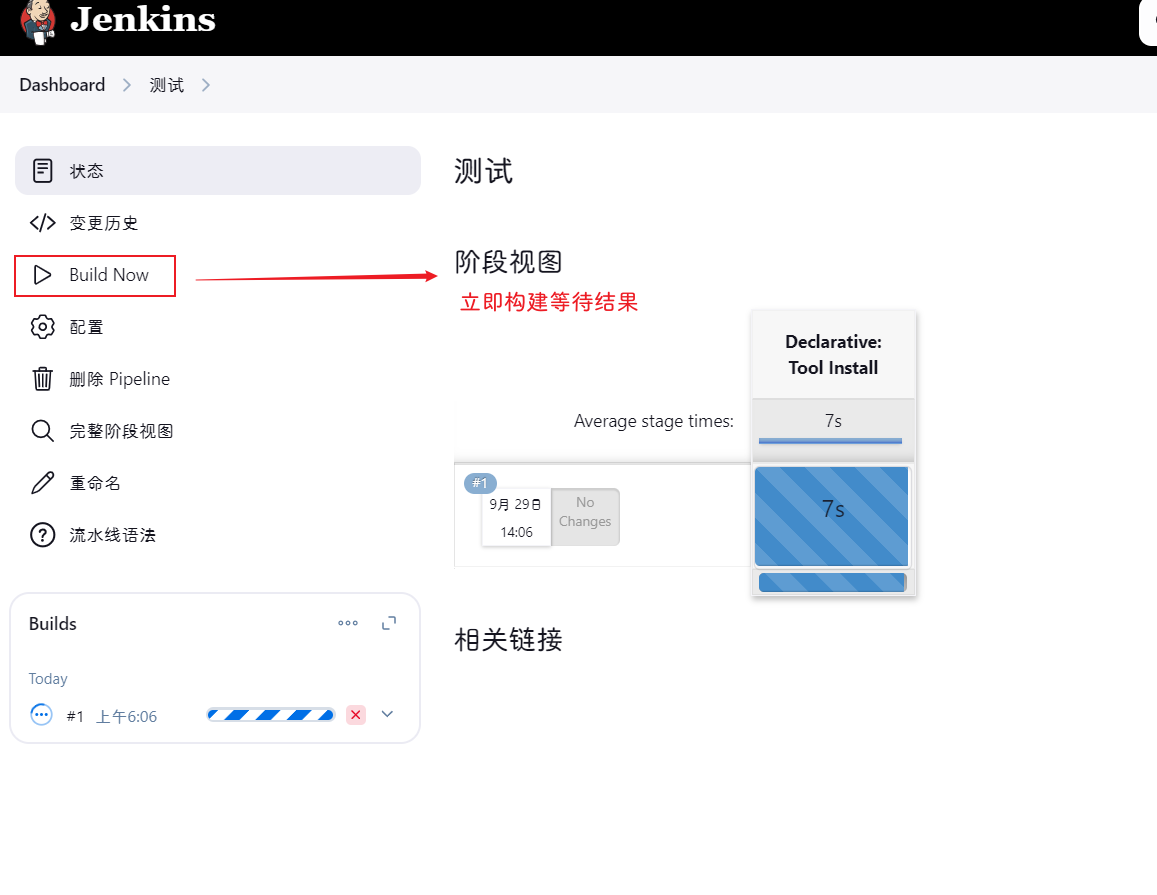 Jenkins
Dashboard
测试
状态
变更历史
Build Now
配置
删除 Pipeline
完整阶段视图
重命名
流水线语法
Builds
Today
#1 上午6:06
测试
阶段视图
立即构建等待结果
Declarative:
Tool Install
Average stage times:
7s
#1
9月 29日
14:06
No
Changes
7s
相关链接